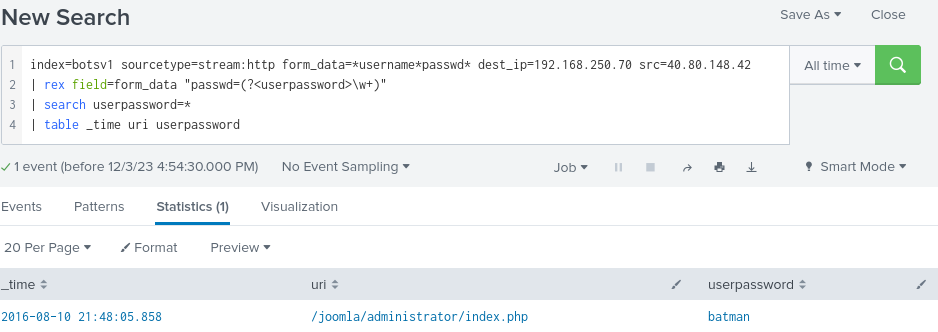 New Search
Save As
Close
1 index=botsv1 sourcetype=stream:http form_data=*username*passwd* dest_ip=192.168.250.70 src=40.80.148.42
2 | rex field=form_data "passwd=(?<userpassword>\w+)"
3 | search userpassword=*
4 | table _time uri userpassword
All time
1 event (before 12/3/23 4:54:30.000 PM)
No Event Sampling
Job
Smart Mode
Events
Patterns
Statistics (1)
Visualization
20 Per Page
Format
Preview
_time
uri
userpassword
2016-08-10 21:48:05.858
/joomla/administrator/index.php
batman